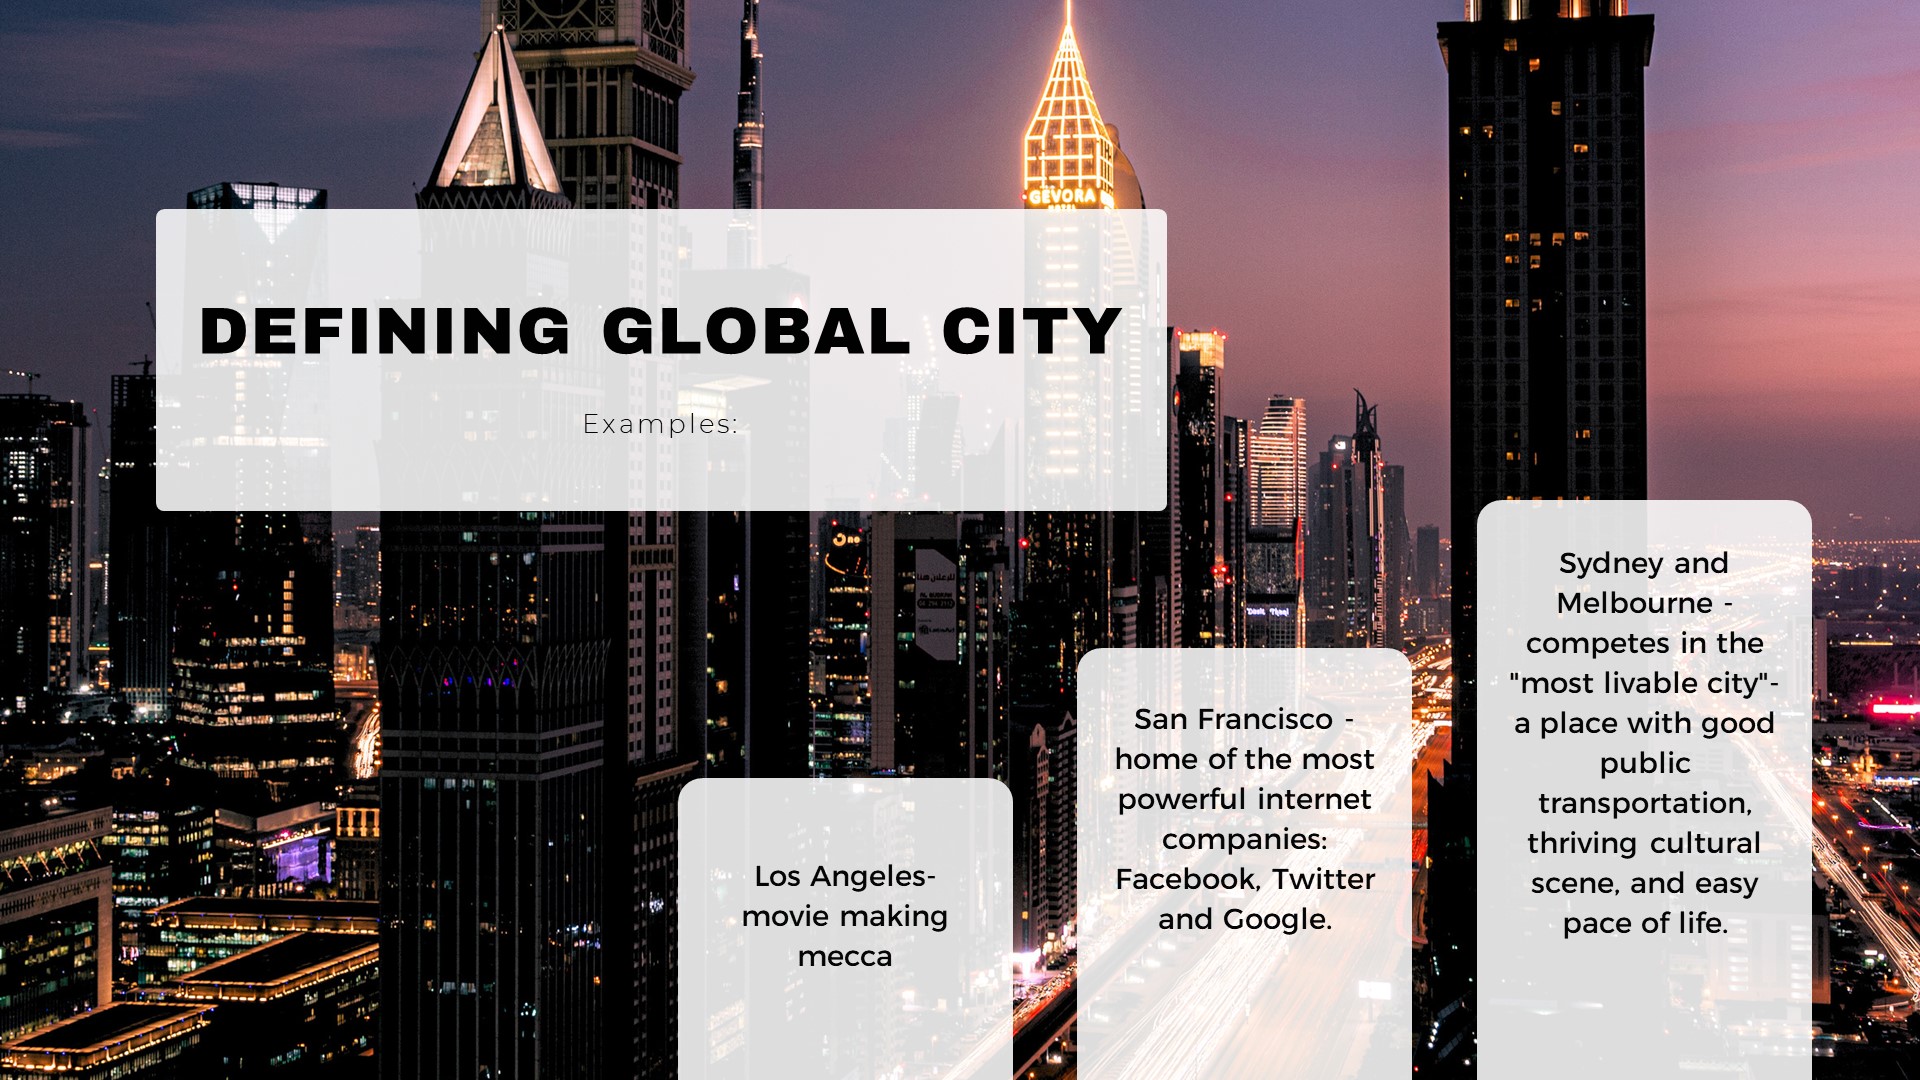 GEVORA
HOTEL
DEFINING GLOBAL CITY
Examples:
Sydney and
Melbourne -
competes in the
"most livable city"-
a place with good
public
transportation,
thriving cultural
scene, and easy
pace of life.
San Francisco -
home of the most
powerful internet
companies:
Facebook, Twitter
and Google.
Los Angeles-
movie making
mecca